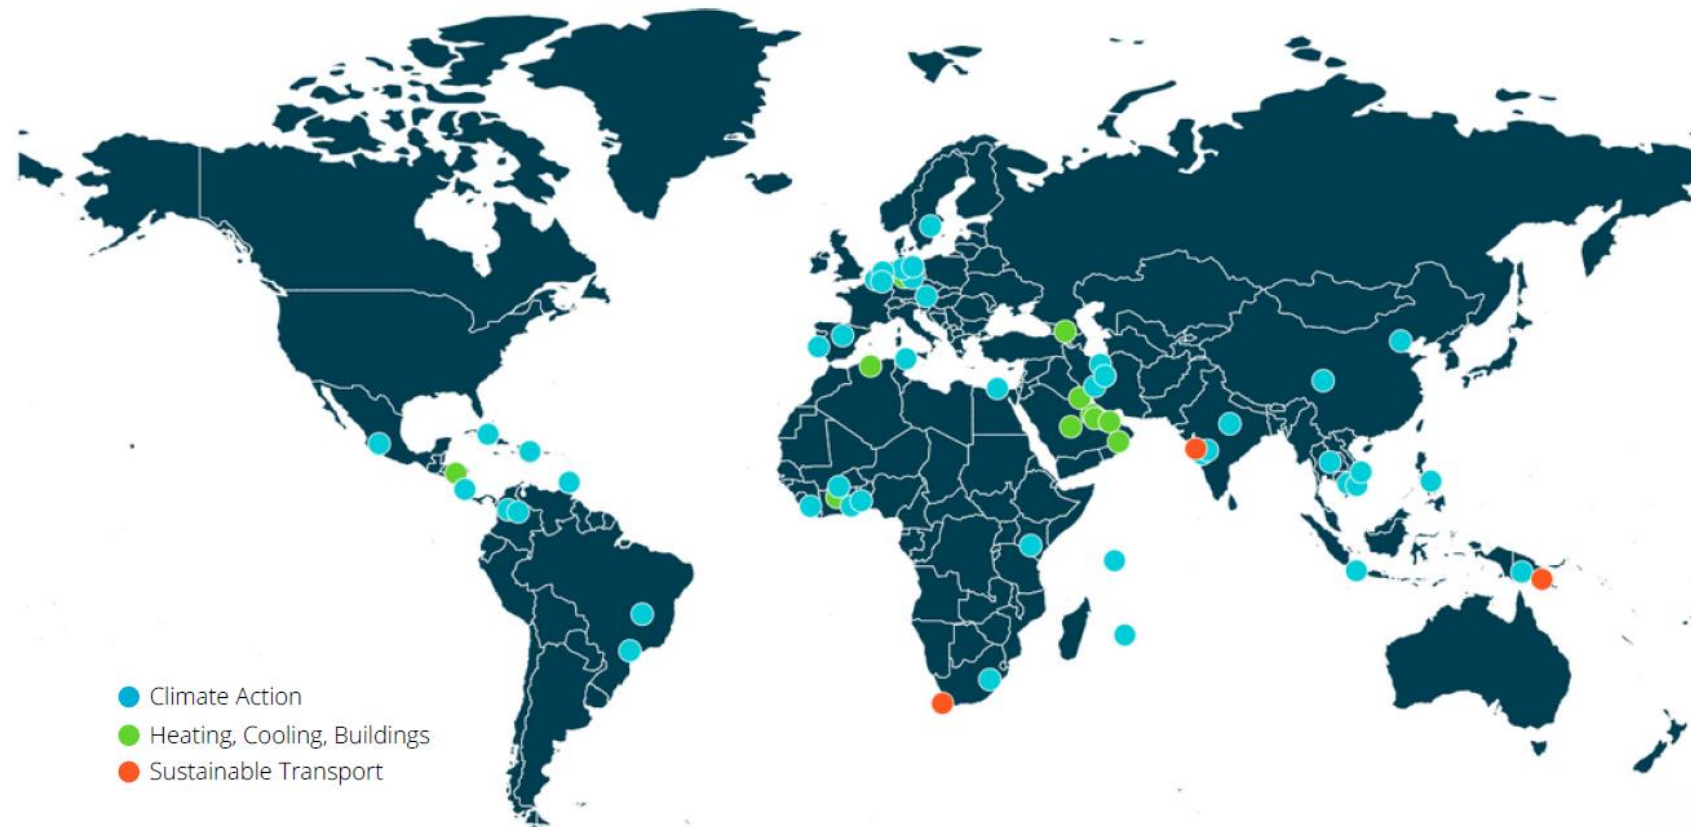 Climate Action
Heating, Cooling, Buildings
Sustainable Transport